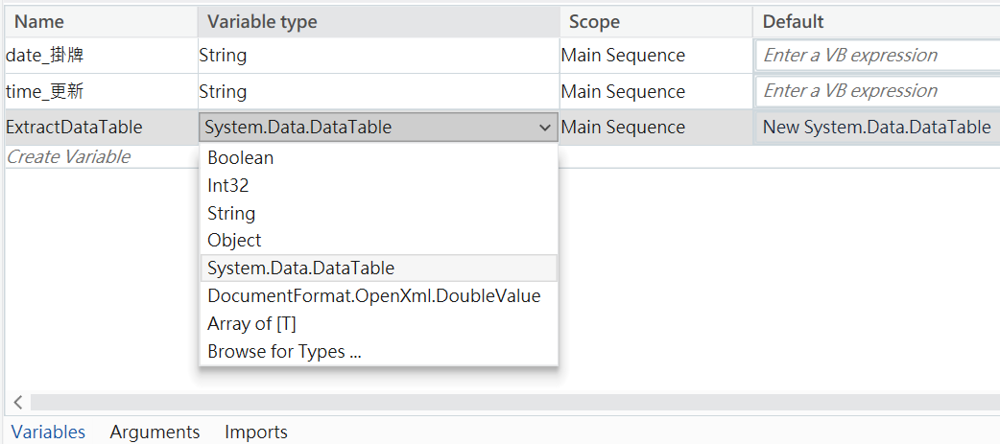 Name Variable type Scope Default
date_掛牌 String Main Sequence Enter a VB expression
time_更新 String Main Sequence Enter a VB expression
ExtractDataTable System.Data.DataTable Main Sequence New System.Data.DataTable
Create Variable
Boolean
Int32
String
Object
System.Data.DataTable
DocumentFormat.OpenXml.DoubleValue
Array of [T]
Browse for Types ...
Variables Arguments Imports